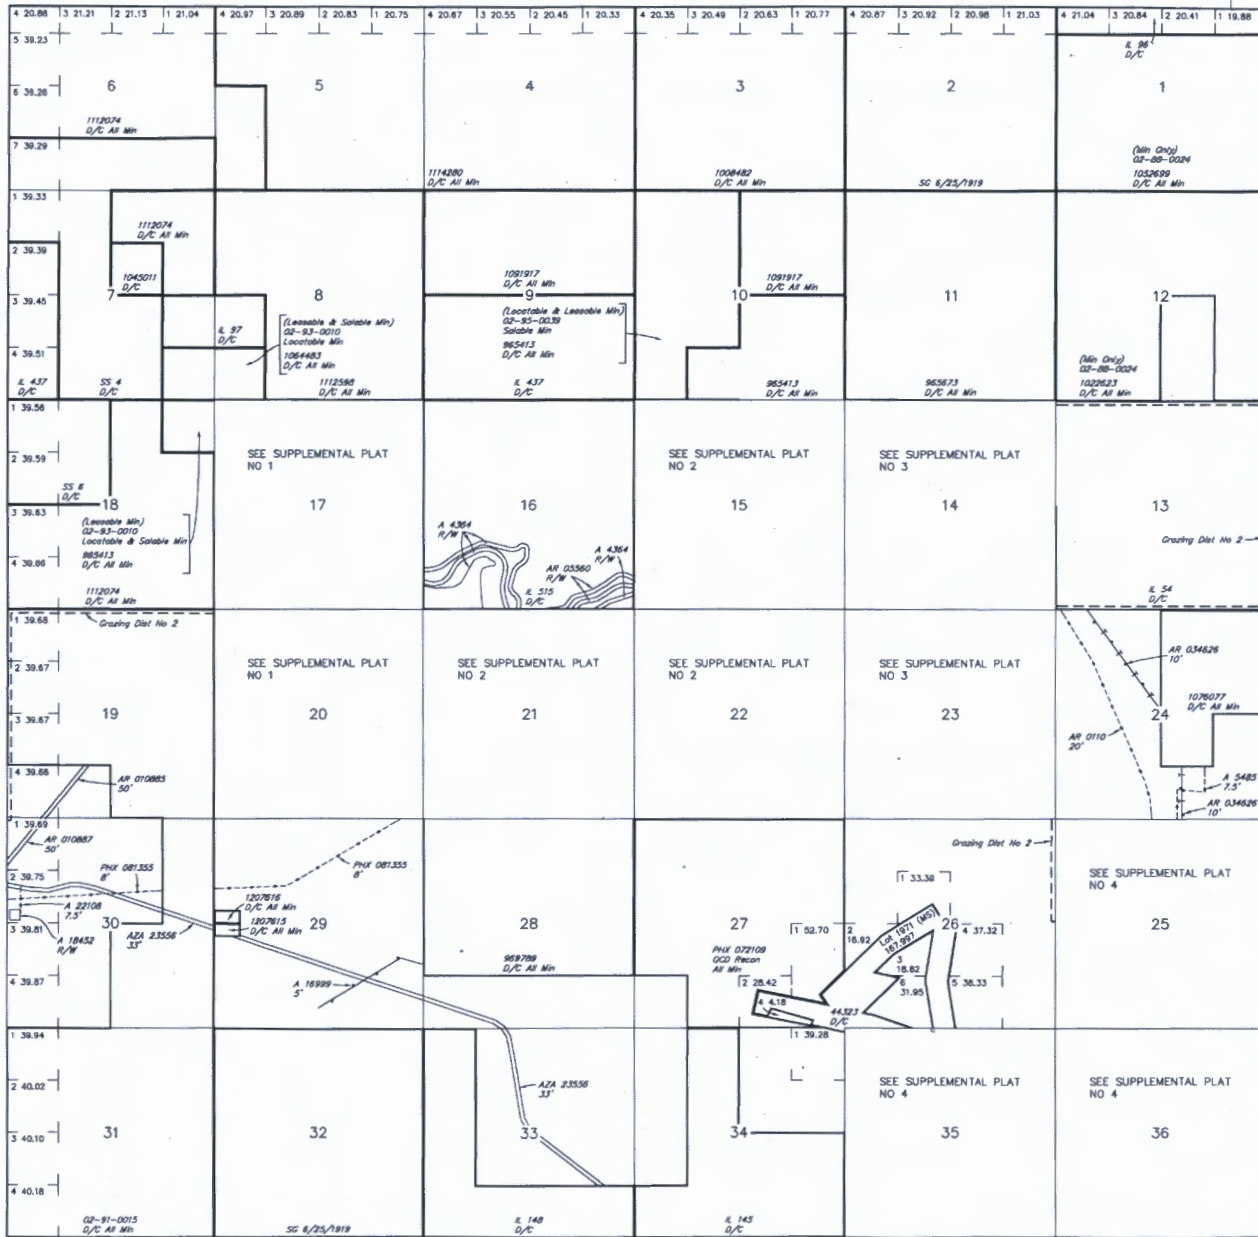 4 20.88 3 21.21 2 21.13 1 21.04 4 20.97 3 20.89 2 20.83 1 20.75 4 20.67 3 20.55 2 20.45 1 20.33 4 20.35 3 20.49 2 20.63 1 20.77 4 20.87 3 20.92 2 20.98 1 21.03 4 21.04 3 20.84 2 20.41 1 19.88
5 39.23
IL 96
D/C
6 39.28
6
5
4
3
2
1
1112074
D/C All Min
7 39.29
(Min Only)
02-88-0024
1114280
D/C All Min
1008482
D/C All Min
SG 6/25/1919
1052699
D/C All Min
1 39.33
1112074
D/C All Min
2 39.39
1045011
D/C
1091917
D/C All Min
1091917
D/C All Min
3 39.45
7
8
9
10
11
12
IL 97
D/C
(Leasable & Salable Min)
02-93-0010
Locatable Min
1064483
D/C All Min
(Locatable & Leasable Min)
02-95-0039
Salable Min
965413
D/C All Min
4 39.51
(Min Only)
02-88-0024
1022623
D/C All Min
IL 437
D/C
SS 4
D/C
1112598
D/C All Min
IL 437
D/C
965413
D/C All Min
965673
D/C All Min
1 39.56
2 39.59
SEE SUPPLEMENTAL PLAT
NO 1
SEE SUPPLEMENTAL PLAT
NO 2
SEE SUPPLEMENTAL PLAT
NO 3
SS 6
D/C
3 39.63
18
17
16
15
14
13
(Leasable Min)
02-93-0010
Locatable & Salable Min
985413
D/C All Min
A 4364
R/W
A 4364
R/W
AR 05560
R/W
Grazing Dist No 2
4 39.66
1112074
D/C All Min
IL 515
D/C
IL 54
D/C
1 39.68
Grazing Dist No 2
2 39.67
SEE SUPPLEMENTAL PLAT
NO 1
SEE SUPPLEMENTAL PLAT
NO 2
SEE SUPPLEMENTAL PLAT
NO 2
SEE SUPPLEMENTAL PLAT
NO 3
AR 034626
10'
1076077
D/C All Min
3 39.67
19
20
21
22
23
24
AR 0110
20'
4 39.68
AR 010885
50'
A 5485
7.5'
AR 034626
10'
1 39.69
AR 010887
50'
PHX 081355
8'
PHX 081355
8'
Grazing Dist No 2
2 39.75
SEE SUPPLEMENTAL PLAT
NO 4
1 33.39
A 22108
7.5'
1207616
D/C All Min
1207615
D/C All Min
3 39.81
30
29
28
27
26
25
A 18452
R/W
AZA 23556
33'
1 52.70
2
16.92
Lot 1971 (MS)
187.997
4 37.32
PHX 072109
QCD Recon
All Min
969789
D/C All Min
3
18.82
4 39.87
A 16999
5'
2 28.42
6
31.95
5 38.33
4 4.18
44323
D/C
1 39.94
1 39.28
2 40.02
AZA 23556
33'
SEE SUPPLEMENTAL PLAT
NO 4
SEE SUPPLEMENTAL PLAT
NO 4
3 40.10
31
32
33
34
35
36
4 40.18
02-91-0015
D/C All Min
SG 6/25/1919
IL 148
D/C
IL 145
D/C